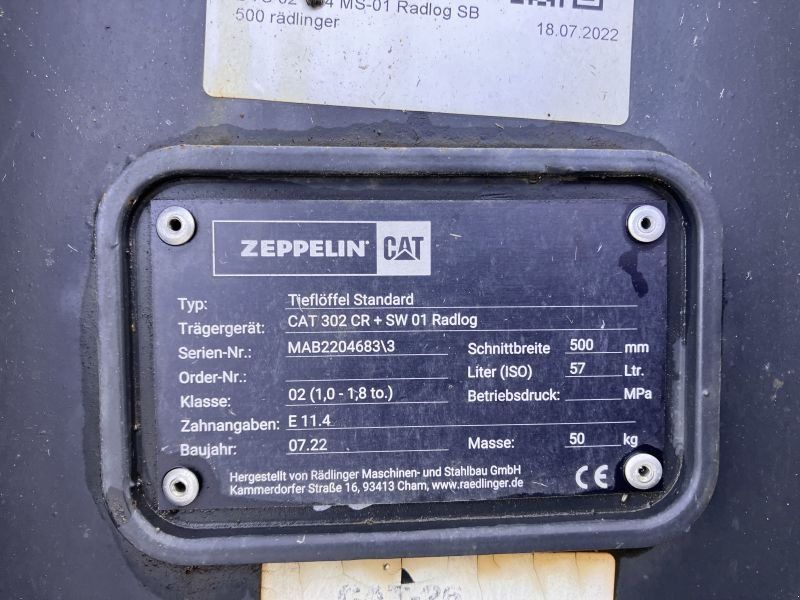 MS-01 Radlog SB
500 rädlinger
18.07.2022
ZEPPELIN CAT
Typ: Tieflöffel Standard
Trägergerät: CAT 302 CR + SW 01 Radlog
Serien-Nr.: MAB2204683\3 Schnittbreite 500 mm
Order-Nr.: Liter (ISO) 57 Ltr.
Klasse: 02 (1,0 - 1,8 to.) Betriebsdruck: MPa
Zahnangaben: E 11.4
Baujahr: 07.22 Masse: 50 kg
Hergestellt von Rädlinger Maschinen- und Stahlbau GmbH
Kammerdorfer Straße 16, 93413 Cham, www.raedlinger.de
CE